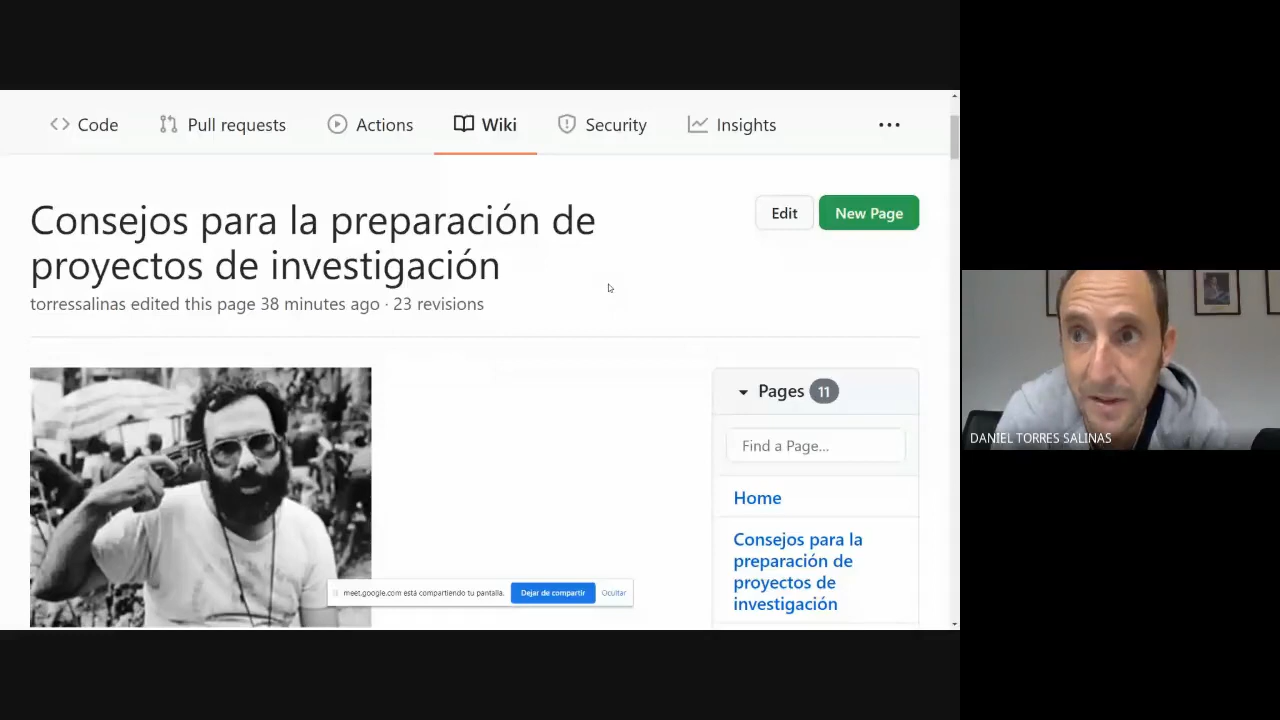 Code Pull requests Actions Wiki Security Insights ...
Consejos para la preparación de
proyectos de investigación
Edit New Page
torressalinas edited this page 38 minutes ago · 23 revisions
Pages 11
Find a Page...
Home
Consejos para la
preparación de
proyectos de
investigación
meet.google.com está compartiendo tu pantalla. Dejar de compartir Ocultar
DANIEL TORRES SALINAS